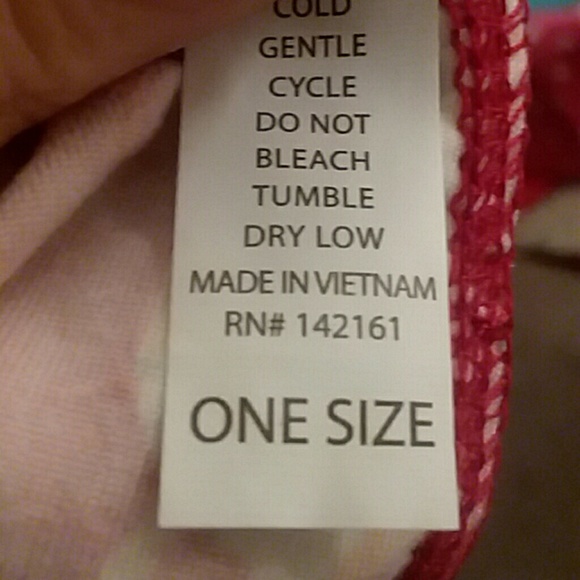 COLD
GENTLE
CYCLE
DO NOT
BLEACH
TUMBLE
DRY LOW
MADE IN VIETNAM
RN# 142161
ONE SIZE